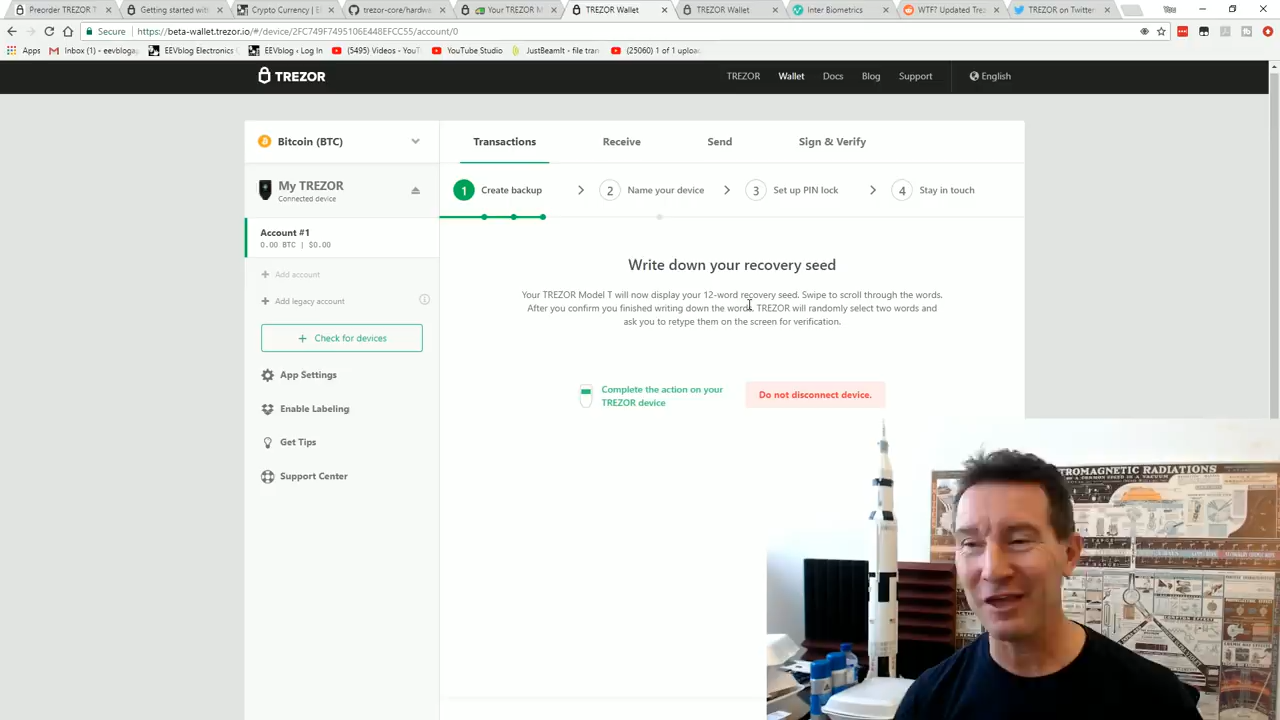 Preorder TREZOR T
Getting started with
Crypto Currency | E
trezor-core/hardwa
Your TREZOR M
TREZOR Wallet
TREZOR Wallet
Inter Biometrics
WTF? Updated Trez
TREZOR on Twitter
You
Secure
https://beta-wallet.trezor.io/#/device/2FC749F7495176E448EFCC55/account/0
Apps
Inbox (1) - eevbloga
EEVblog Electronics
EEVblog - Log In
(5495) Videos - YouT
YouTube Studio
JustBeamIt - file tran
(25060) 1 of 1 uploa
TREZOR
TREZOR
Wallet
Docs
Blog
Support
English
Bitcoin (BTC)
Transactions
Receive
Send
Sign & Verify
My TREZOR
Connected device
1 Create backup
2 Name your device
3 Set up PIN lock
4 Stay in touch
Account #1
0.00 BTC | $0.00
Add account
Add legacy account
Check for devices
App Settings
Enable Labeling
Get Tips
Support Center
Write down your recovery seed
Your TREZOR Model T will now display your 12-word recovery seed. Swipe to scroll through the words.
After you confirm you finished writing down the words, TREZOR will randomly select two words and
ask you to retype them on the screen for verification.
Complete the action on your
TREZOR device
Do not disconnect device.
TROMAGNETIC RADIATIONS